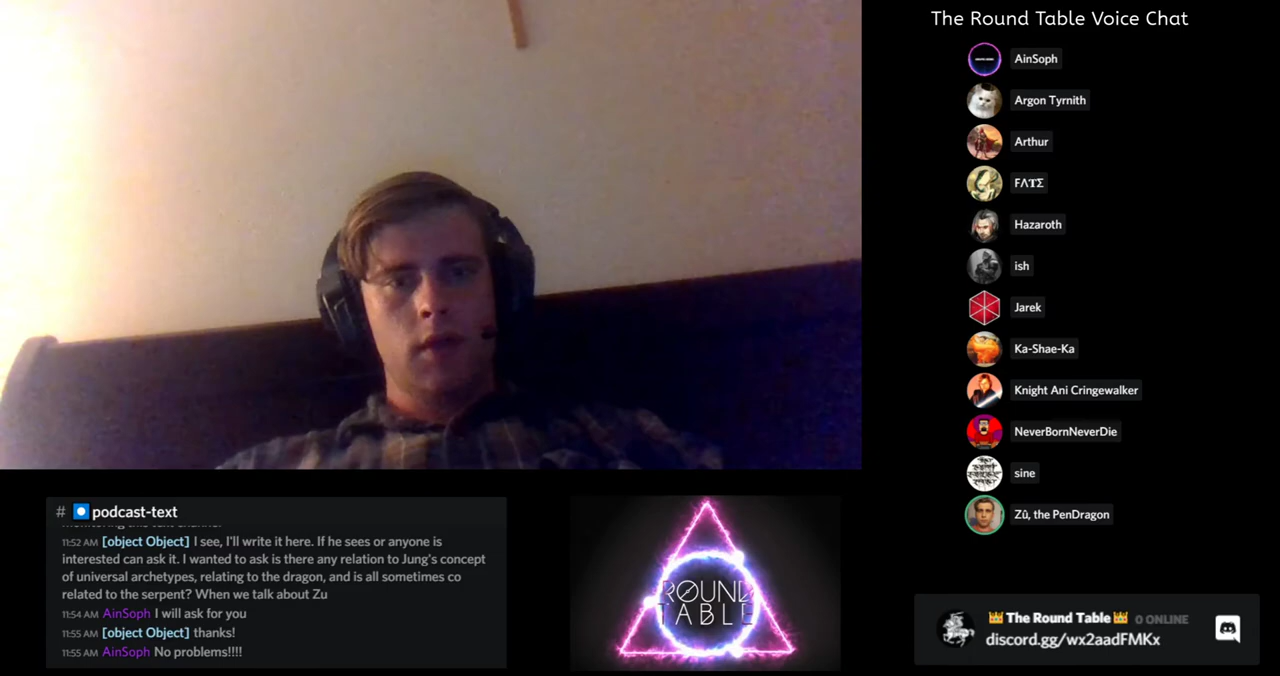 The Round Table Voice Chat
AinSoph
Argon Tyrnith
Arthur
FΛTΣ
Hazaroth
ish
Jarek
Ka-Shae-Ka
Knight Ani Cringewalker
NeverBornNeverDie
sine
Zû, the PenDragon
# podcast-text
11:52 AM [object Object] I see, I'll write it here. If he sees or anyone is
interested can ask it. I wanted to ask is there any relation to Jung's concept
of universal archetypes, relating to the dragon, and is all sometimes co
related to the serpent? When we talk about Zu
11:54 AM AinSoph I will ask for you
11:55 AM [object Object] thanks!
11:55 AM AinSoph No problems!!!!
ROUND
TABLE
👑 The Round Table 👑 0 ONLINE
discord.gg/wx2aadFMKx